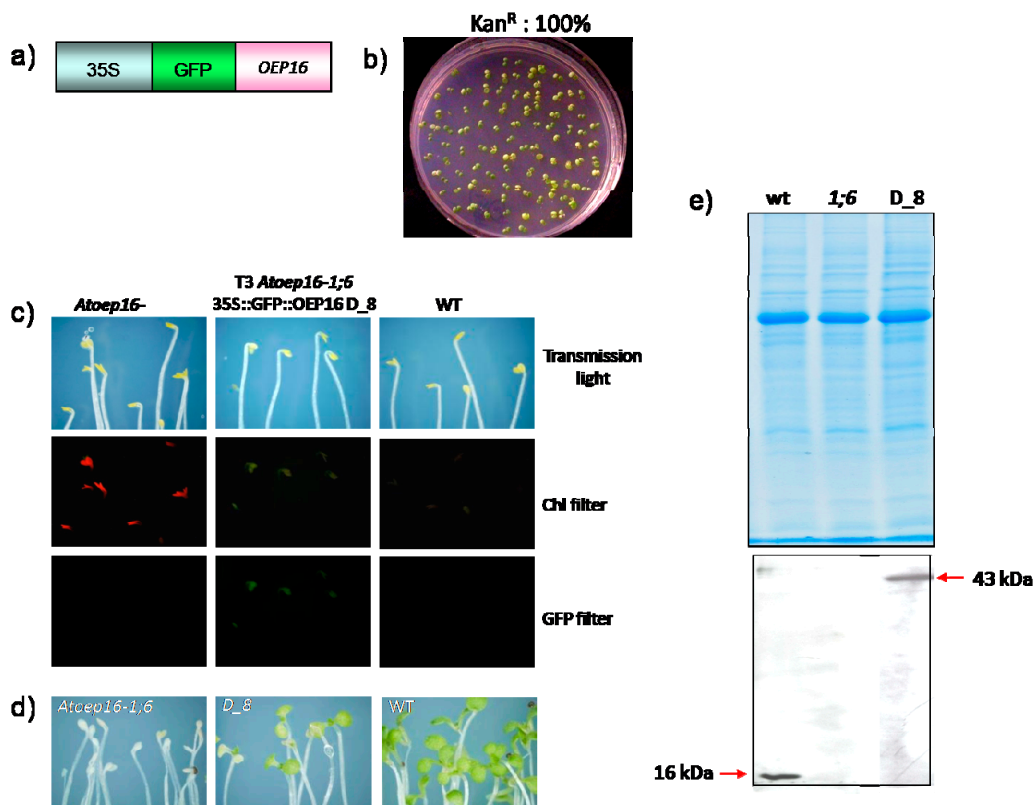 a)
35S GFP OEP16
Kanᴿ : 100%
b)
c)
Atoep16-
T3 Atoep16-1;6
35S::GFP::OEP16 D_8
WT
Transmission
light
Chl filter
GFP filter
d)
Atoep16-1,6
D_8
WT
e)
wt 1;6 D_8
43 kDa
16 kDa